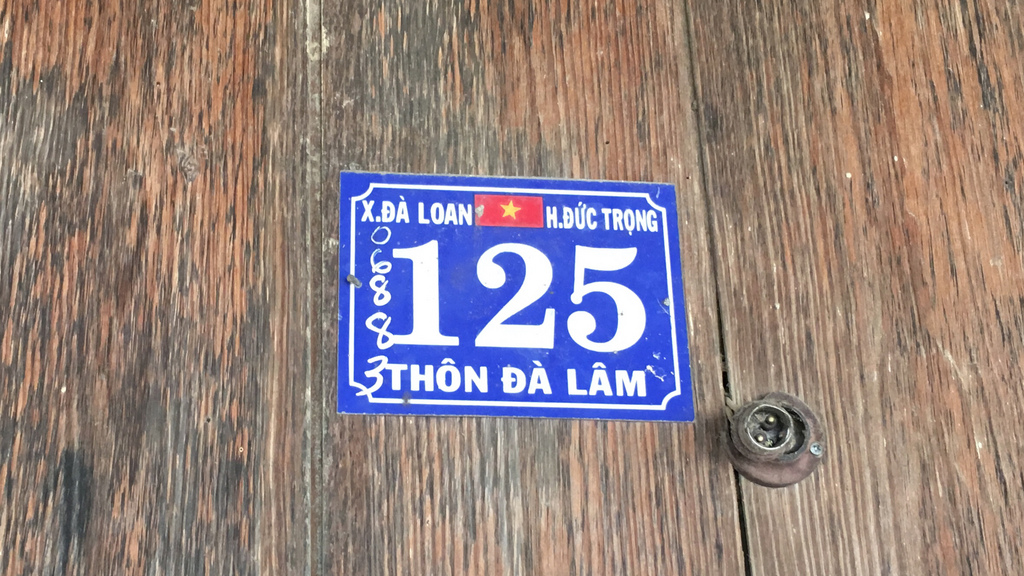 X.ĐÀ LOAN H.ĐỨC TRỌNG
125
THÔN ĐÀ LÂM
06883